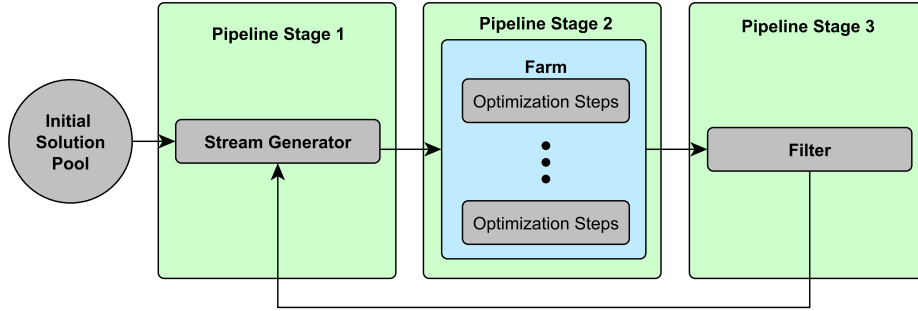 Pipeline Stage 1
Pipeline Stage 2
Pipeline Stage 3
Farm
Optimization Steps
Initial
Solution
Pool
Stream Generator
Filter
Optimization Steps